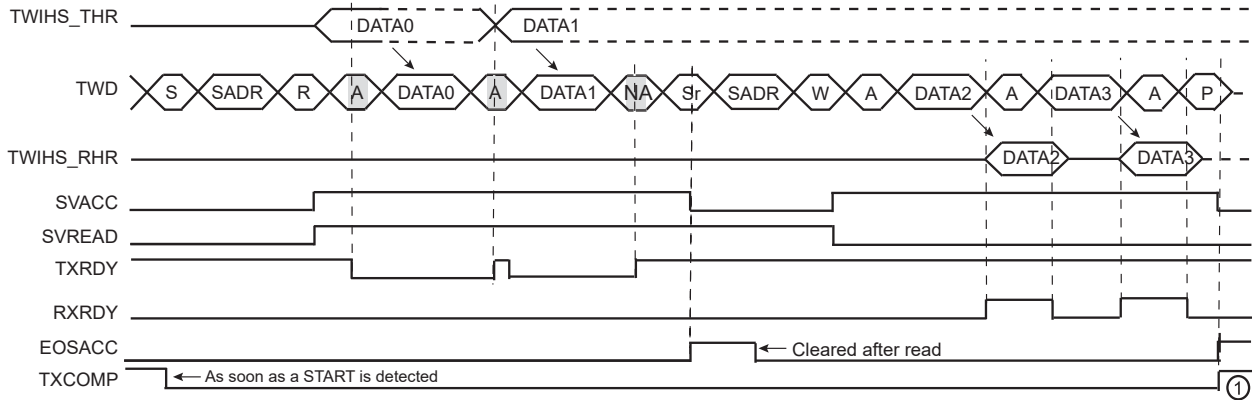 TWIHS_THR DATA0 DATA1
TWD S SADR R A DATA0 A DATA1 NA Sr SADR W A DATA2 A DATA3 A P
TWIHS_RHR DATA2 DATA3
SVACC
SVREAD
TXRDY
RXRDY
EOSACC Cleared after read
TXCOMP As soon as a START is detected 1